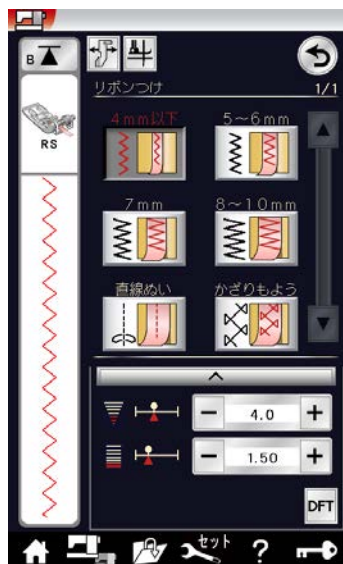 B
リボンつけ 1/1
RS
4mm以下 5～6mm
7mm 8～10mm
直線ぬい かざりもよう
− 4.0 +
− 1.50 +
DFT
セット ?